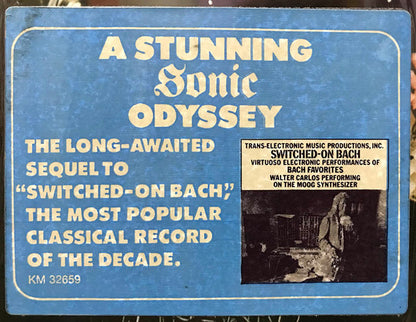 A STUNNING
Sonic
ODYSSEY
THE LONG-AWAITED
SEQUEL TO
“SWITCHED-ON BACH,”
THE MOST POPULAR
CLASSICAL RECORD
OF THE DECADE.
KM 32659
TRANS-ELECTRONIC MUSIC PRODUCTIONS, INC.
SWITCHED-ON BACH
VIRTUOSO ELECTRONIC PERFORMANCES OF
BACH FAVORITES
WALTER CARLOS PERFORMING
ON THE MOOG SYNTHESIZER